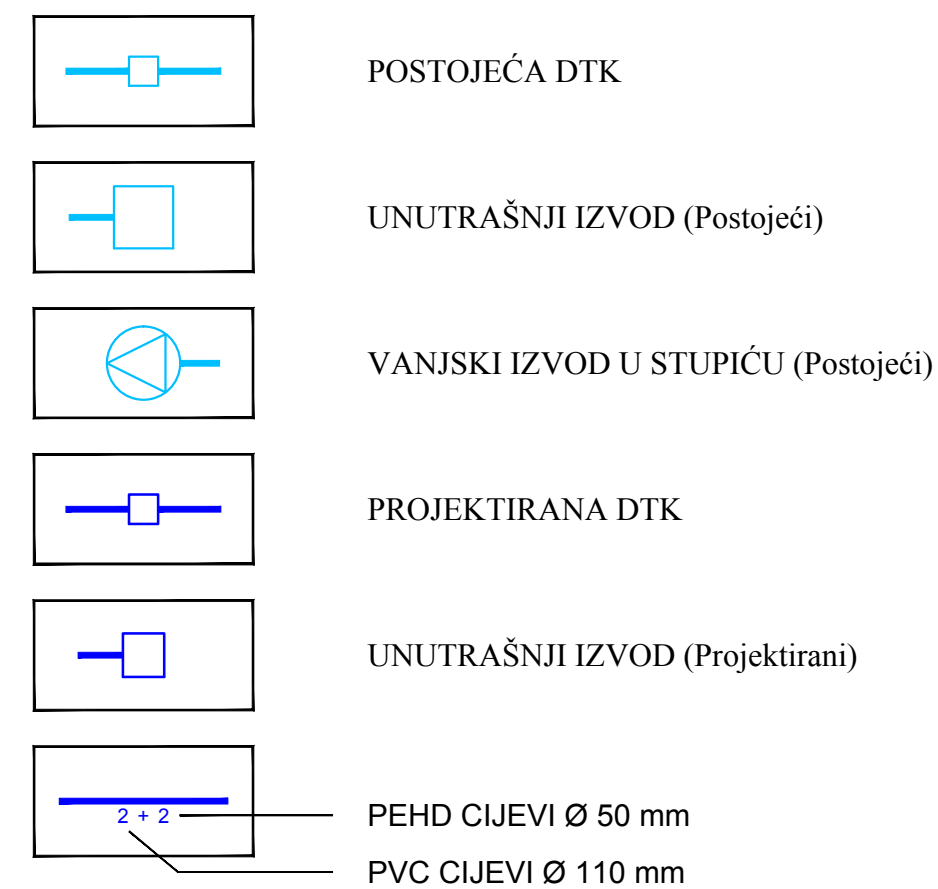 POSTOJEĆA DTK
UNUTRAŠNJI IZVOD (Postojeći)
VANJSKI IZVOD U STUPIĆU (Postojeći)
PROJEKTIRANA DTK
UNUTRAŠNJI IZVOD (Projektirani)
2 + 2
PEHD CIJEVI Ø 50 mm
PVC CIJEVI Ø 110 mm